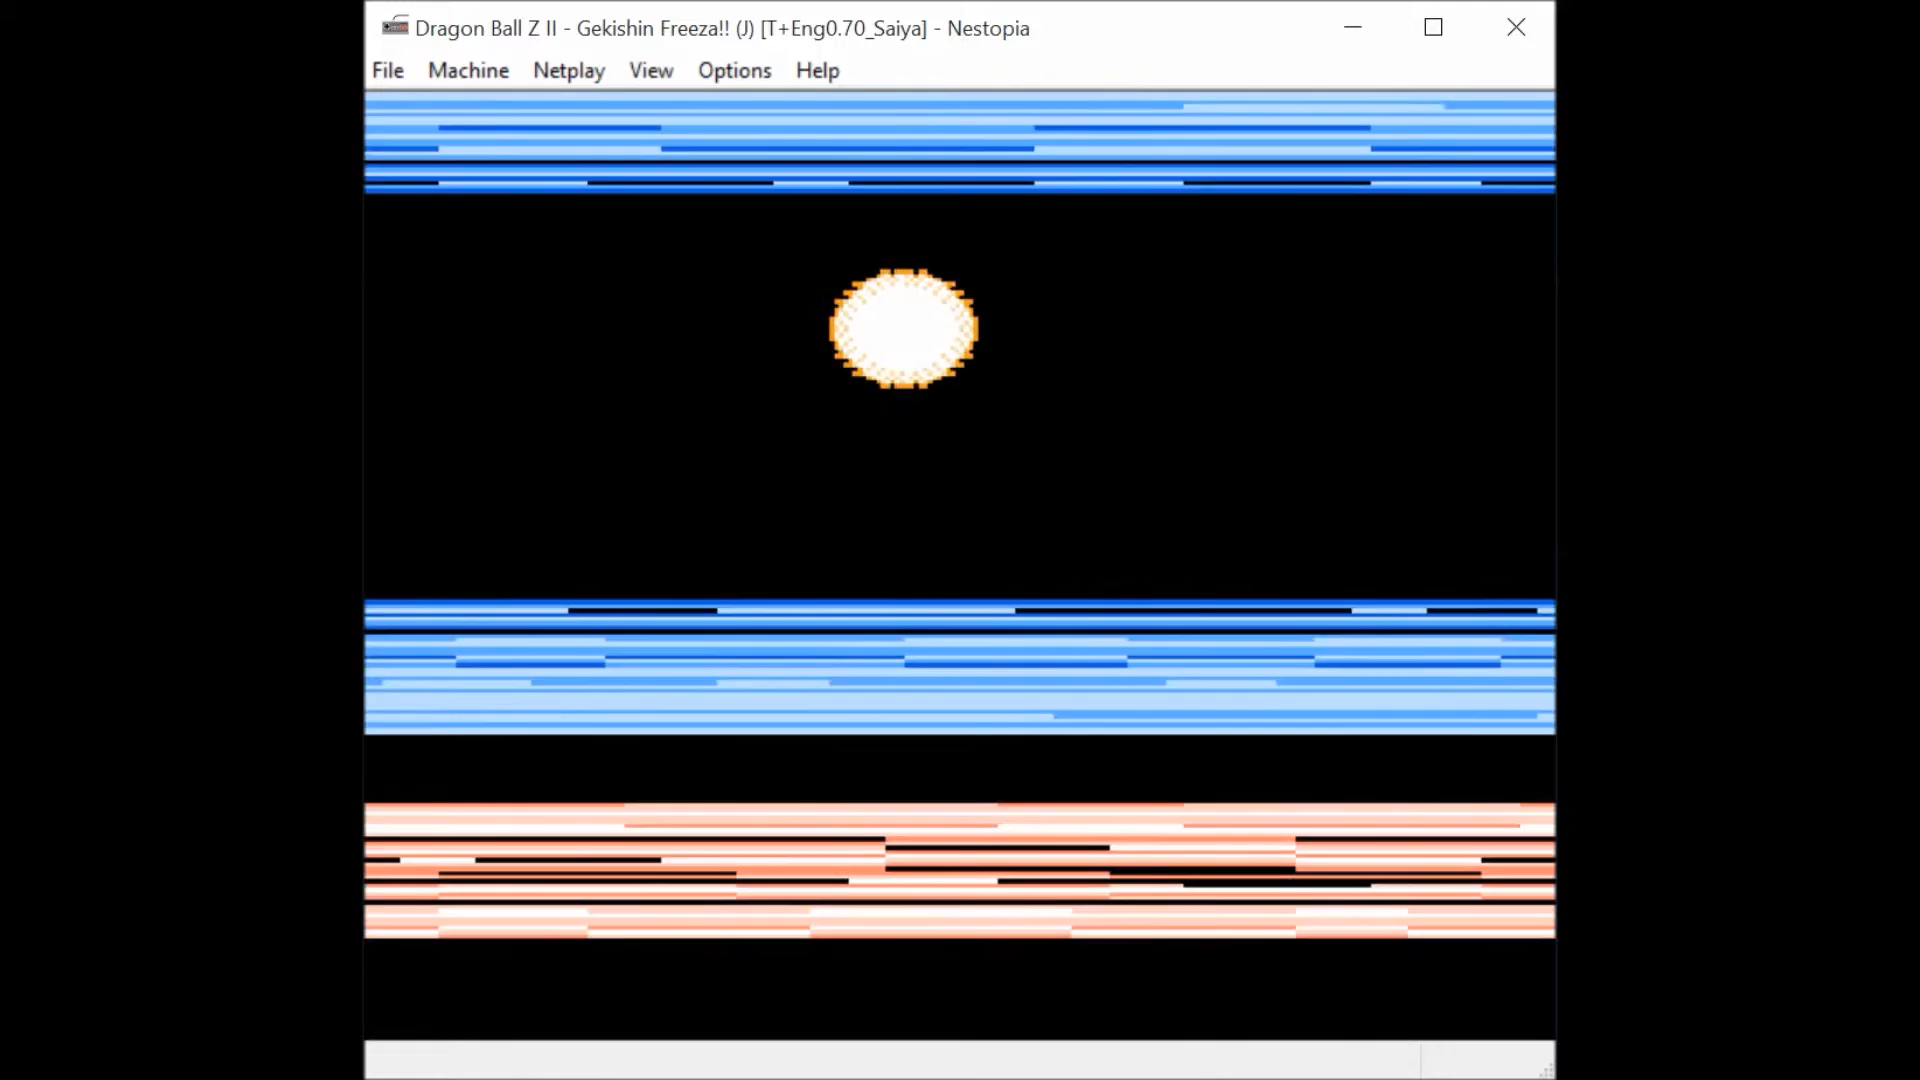 Dragon Ball Z II - Gekishin Freeza!! (J) [T+Eng0.70_Saiya] - Nestopia
File Machine Netplay View Options Help